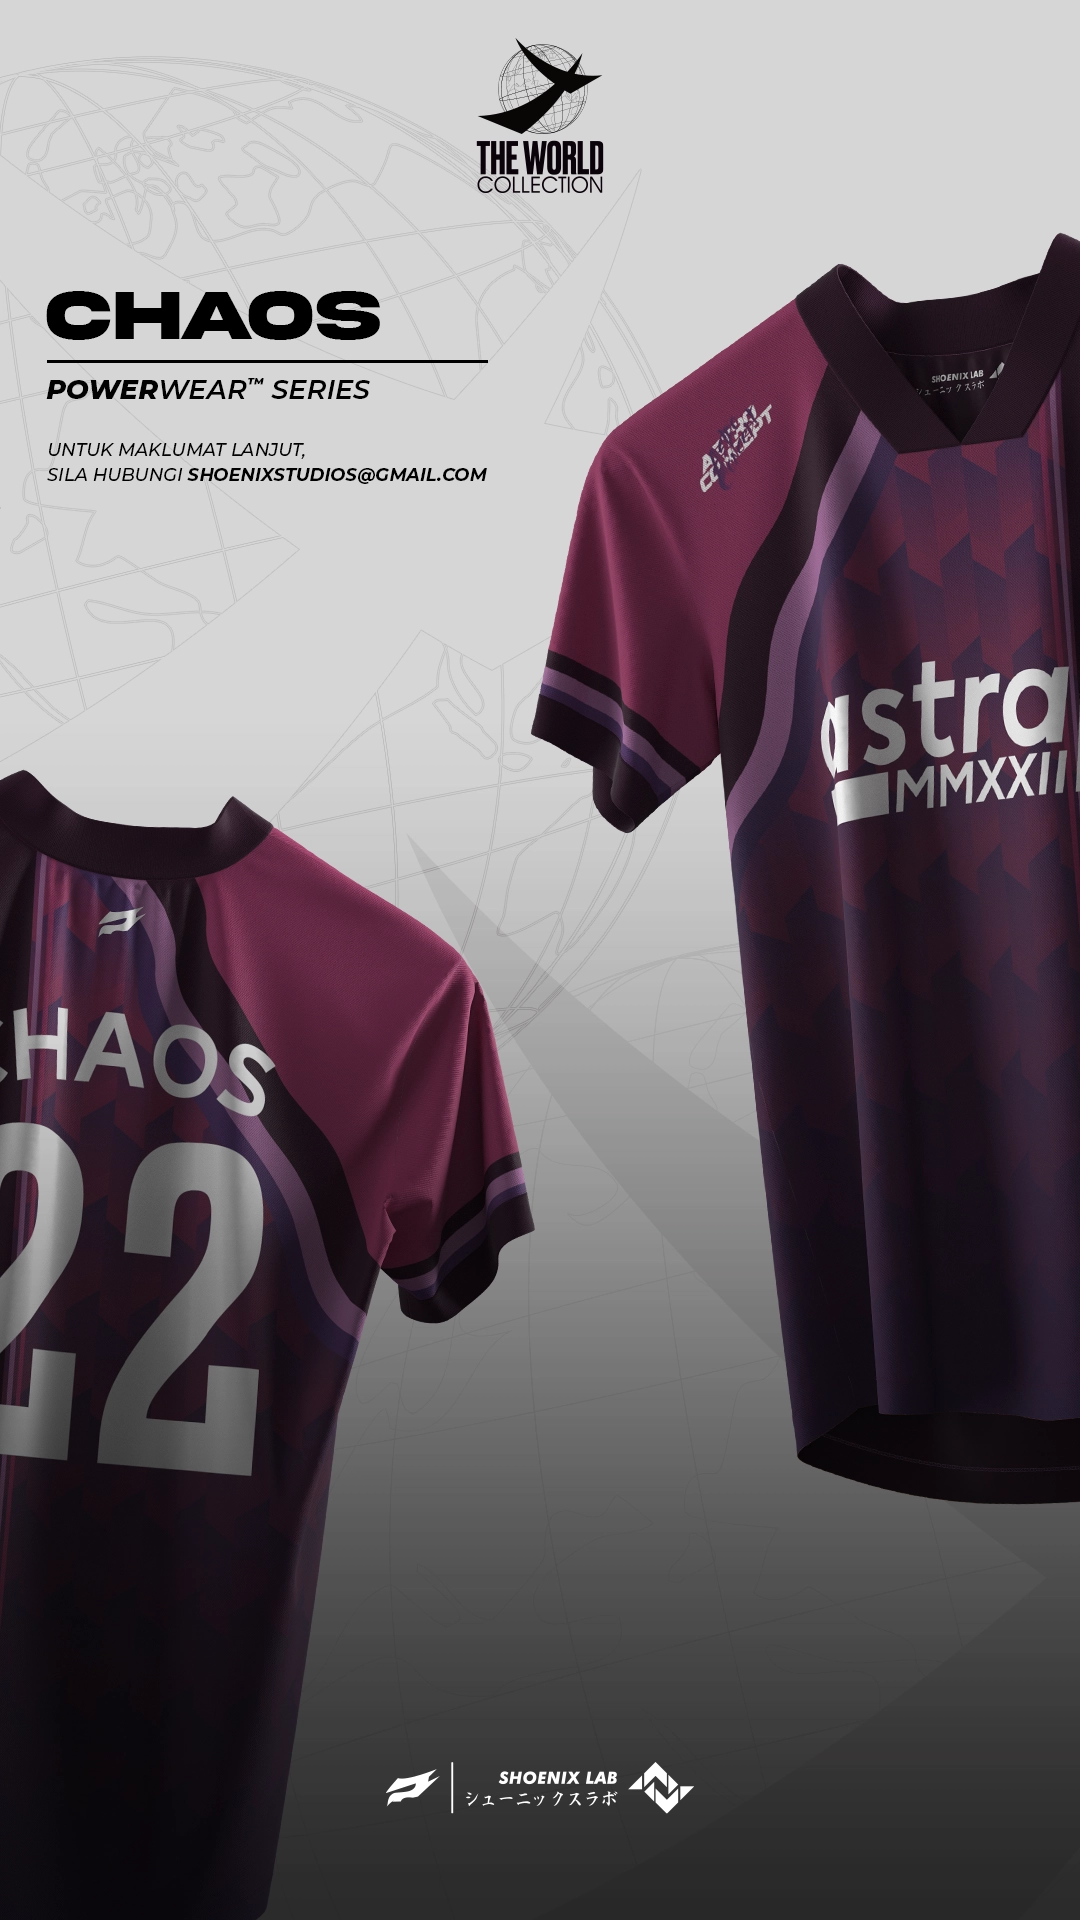 THE WORLD
COLLECTION
CHAOS
POWERWEAR™ SERIES
UNTUK MAKLUMAT LANJUT,
SILA HUBUNGI SHOENIXSTUDIOS@GMAIL.COM
SHOENIX LAB
シューニックスラボ
astra
MMXXII
CHAOS
22
SHOENIX LAB
シューニックスラボ